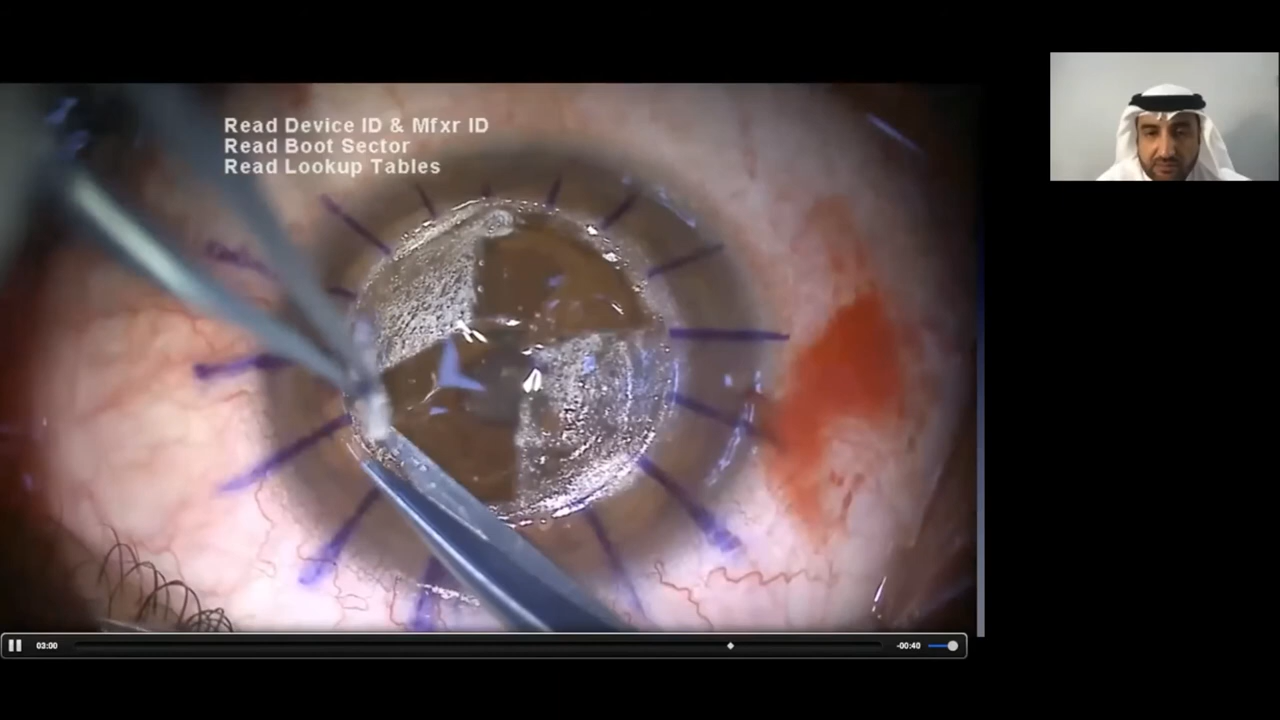 Read Device ID & Mfxr ID
Read Boot Sector
Read Lookup Tables
03:00
-00:40